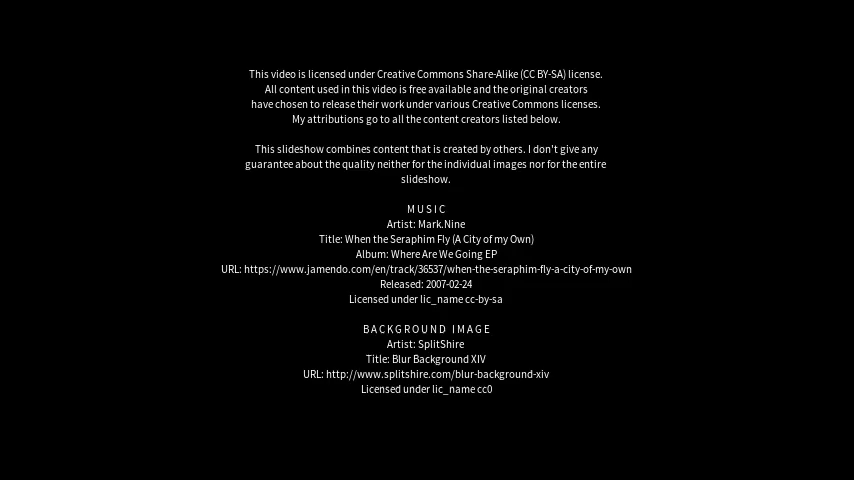 This video is licensed under Creative Commons Share-Alike (CC BY-SA) license.
All content used in this video is free available and the original creators
have chosen to release their work under various Creative Commons licenses.
My attributions go to all the content creators listed below.
This slideshow combines content that is created by others. I don't give any
guarantee about the quality neither for the individual images nor for the entire
slideshow.
MUSIC
Artist: Mark.Nine
Title: When the Seraphim Fly (A City of my Own)
Album: Where Are We Going EP
URL: https://www.jamendo.com/en/track/36537/when-the-seraphim-fly-a-city-of-my-own
Released: 2007-02-24
Licensed under lic_name cc-by-sa
BACKGROUND IMAGE
Artist: SplitShire
Title: Blur Background XIV
URL: http://www.splitshire.com/blur-background-xiv
Licensed under lic_name cc0